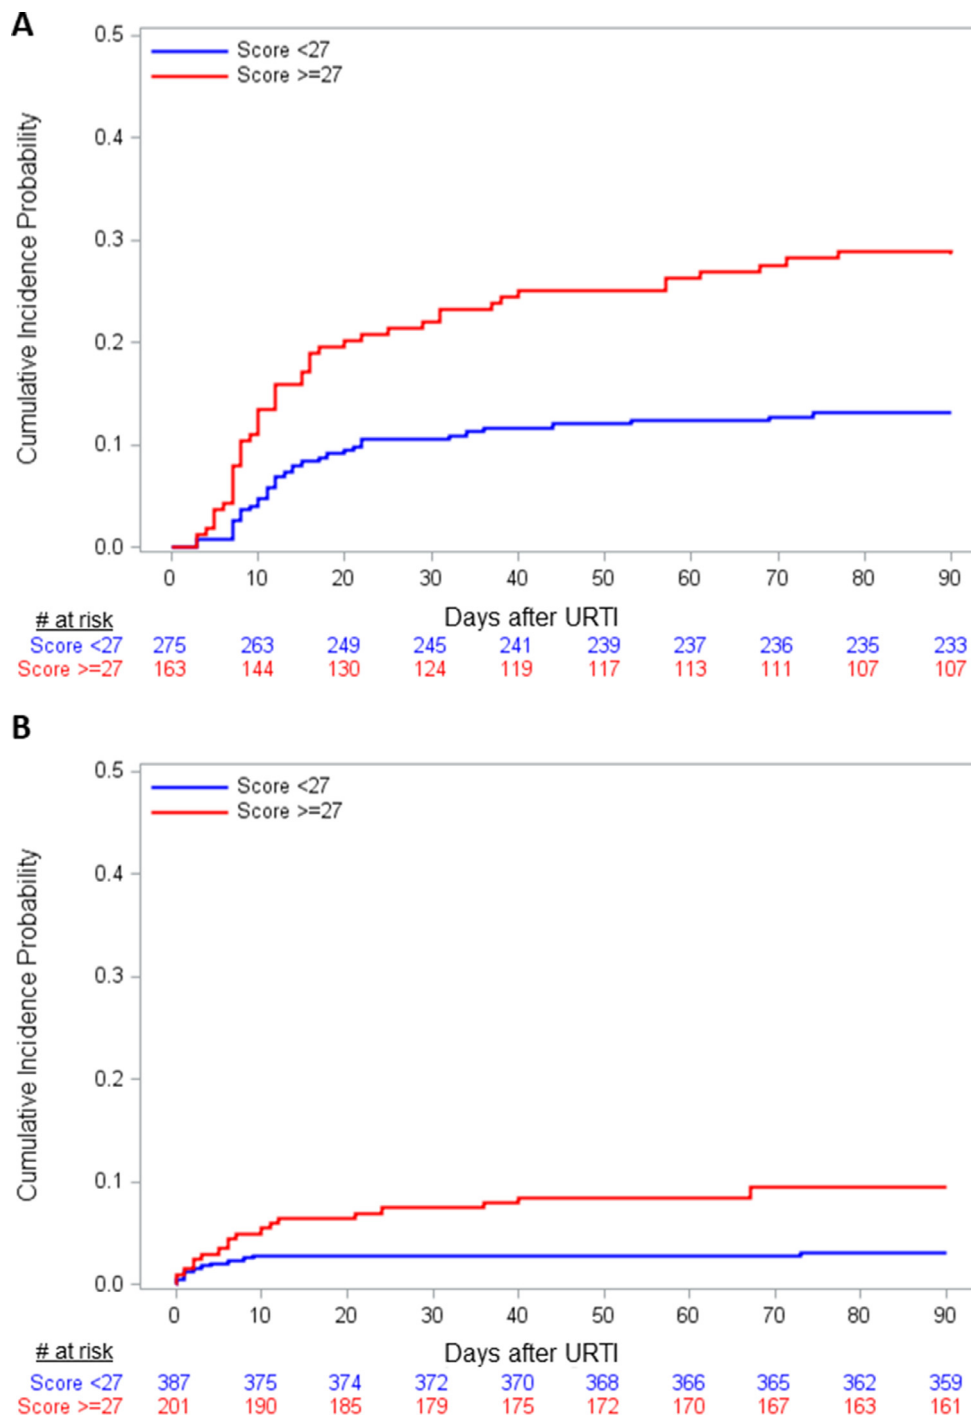 A
0.5
Score <27
Score >=27
0.4
0.3
0.2
0.1
0.0
Cumulative Incidence Probability
0 10 20 30 40 50 60 70 80 90
# at risk
Days after URTI
Score <27 275 263 249 245 241 239 237 236 235 233
Score >=27 163 144 130 124 119 117 113 111 107 107
B
0.5
Score <27
Score >=27
0.4
0.3
0.2
0.1
0.0
Cumulative Incidence Probability
0 10 20 30 40 50 60 70 80 90
# at risk
Days after URTI
Score <27 387 375 374 372 370 368 366 365 362 359
Score >=27 201 190 185 179 175 172 170 167 163 161